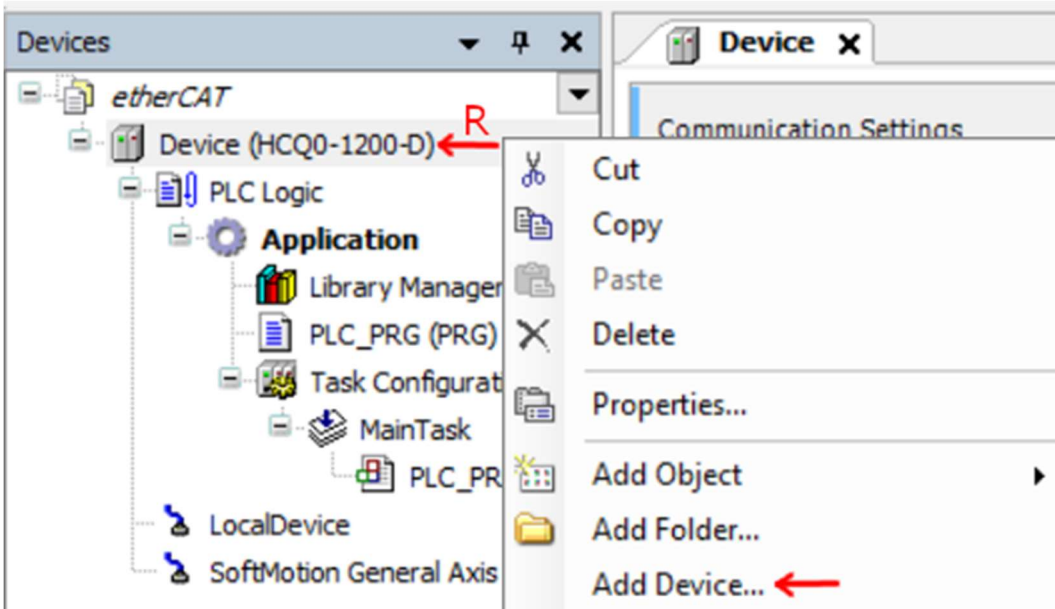 Devices
etherCAT
Device (HCQ0-1200-D)
R
PLC Logic
Application
Library Manager
PLC_PRG (PRG)
Task Configurat
MainTask
PLC_PR
LocalDevice
SoftMotion General Axis
Device
Communication Settings
Cut
Copy
Paste
Delete
Properties...
Add Object
Add Folder...
Add Device...